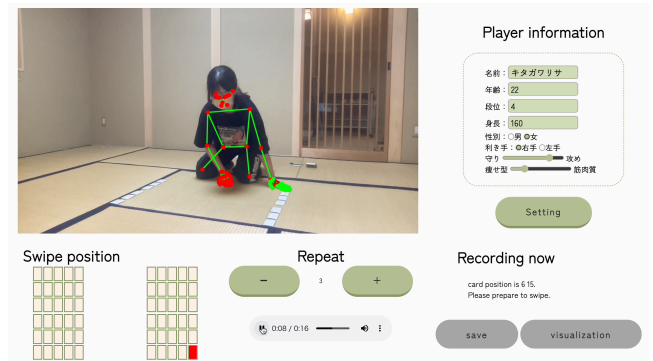 Player information
名前： キタガワリサ
年齢： 22
段位： 4
身長： 160
性別：○男 ◎女
利き手：◎右手 ○左手
守り 攻め
痩せ型 筋肉質
Setting
Swipe position
Repeat
− 3 +
0:08 / 0:16
Recording now
card position is 6 15.
Please prepare to swipe.
save
visualization